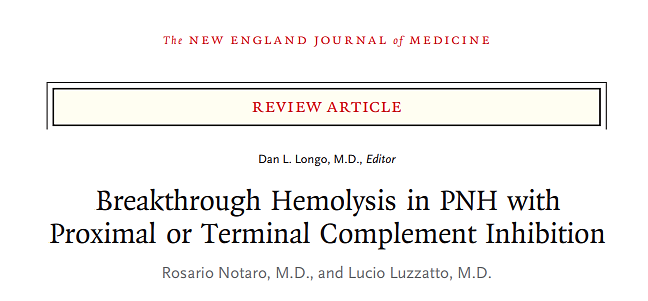 The NEW ENGLAND JOURNAL of MEDICINE
REVIEW ARTICLE
Dan L. Longo, M.D., Editor
Breakthrough Hemolysis in PNH with
Proximal or Terminal Complement Inhibition
Rosario Notaro, M.D., and Lucio Luzzatto, M.D.